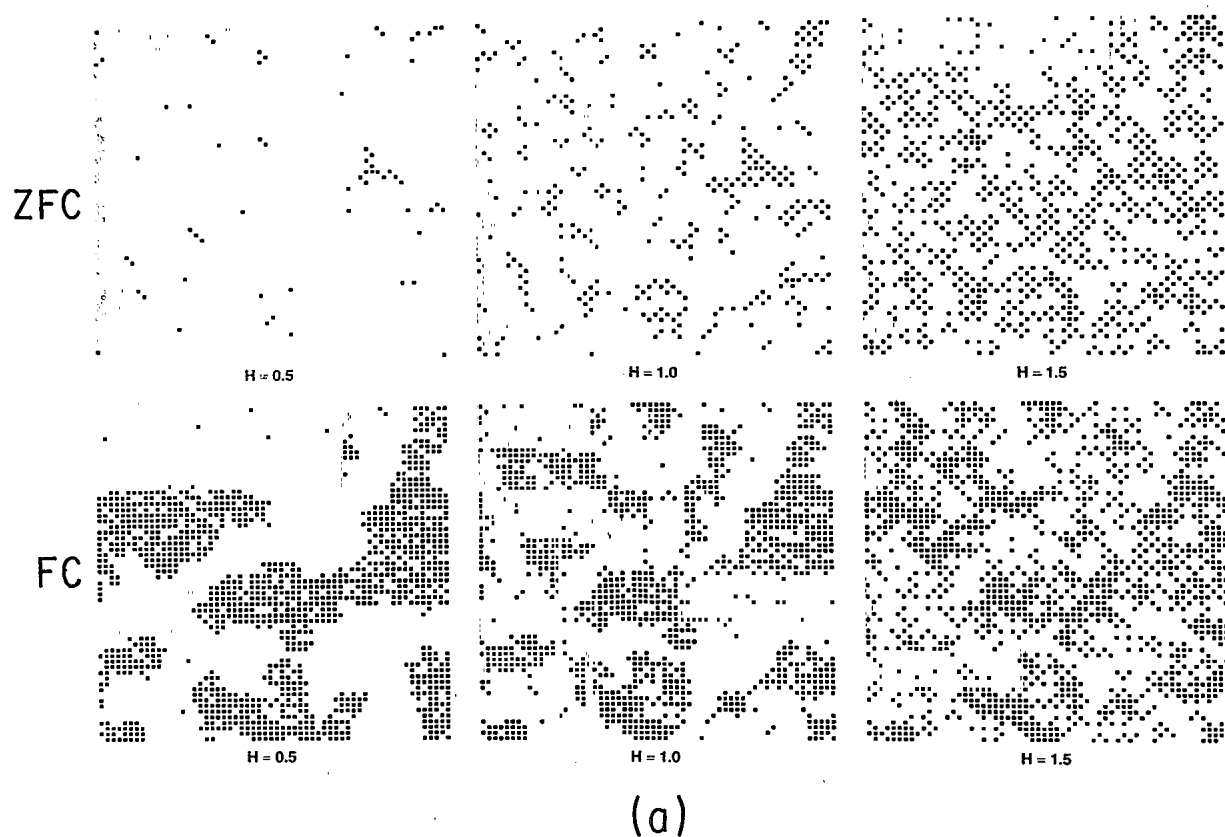 ZFC
H = 0.5
H = 1.0
H = 1.5
FC
H = 0.5
H = 1.0
H = 1.5
(a)